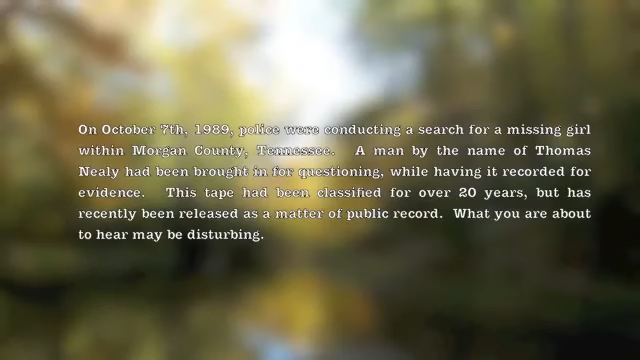 On October 7th, 1989, police were conducting a search for a missing girl
within Morgan County, Tennessee. A man by the name of Thomas
Nealy had been brought in for questioning, while having it recorded for
evidence. This tape had been classified for over 20 years, but has
recently been released as a matter of public record. What you are about
to hear may be disturbing.